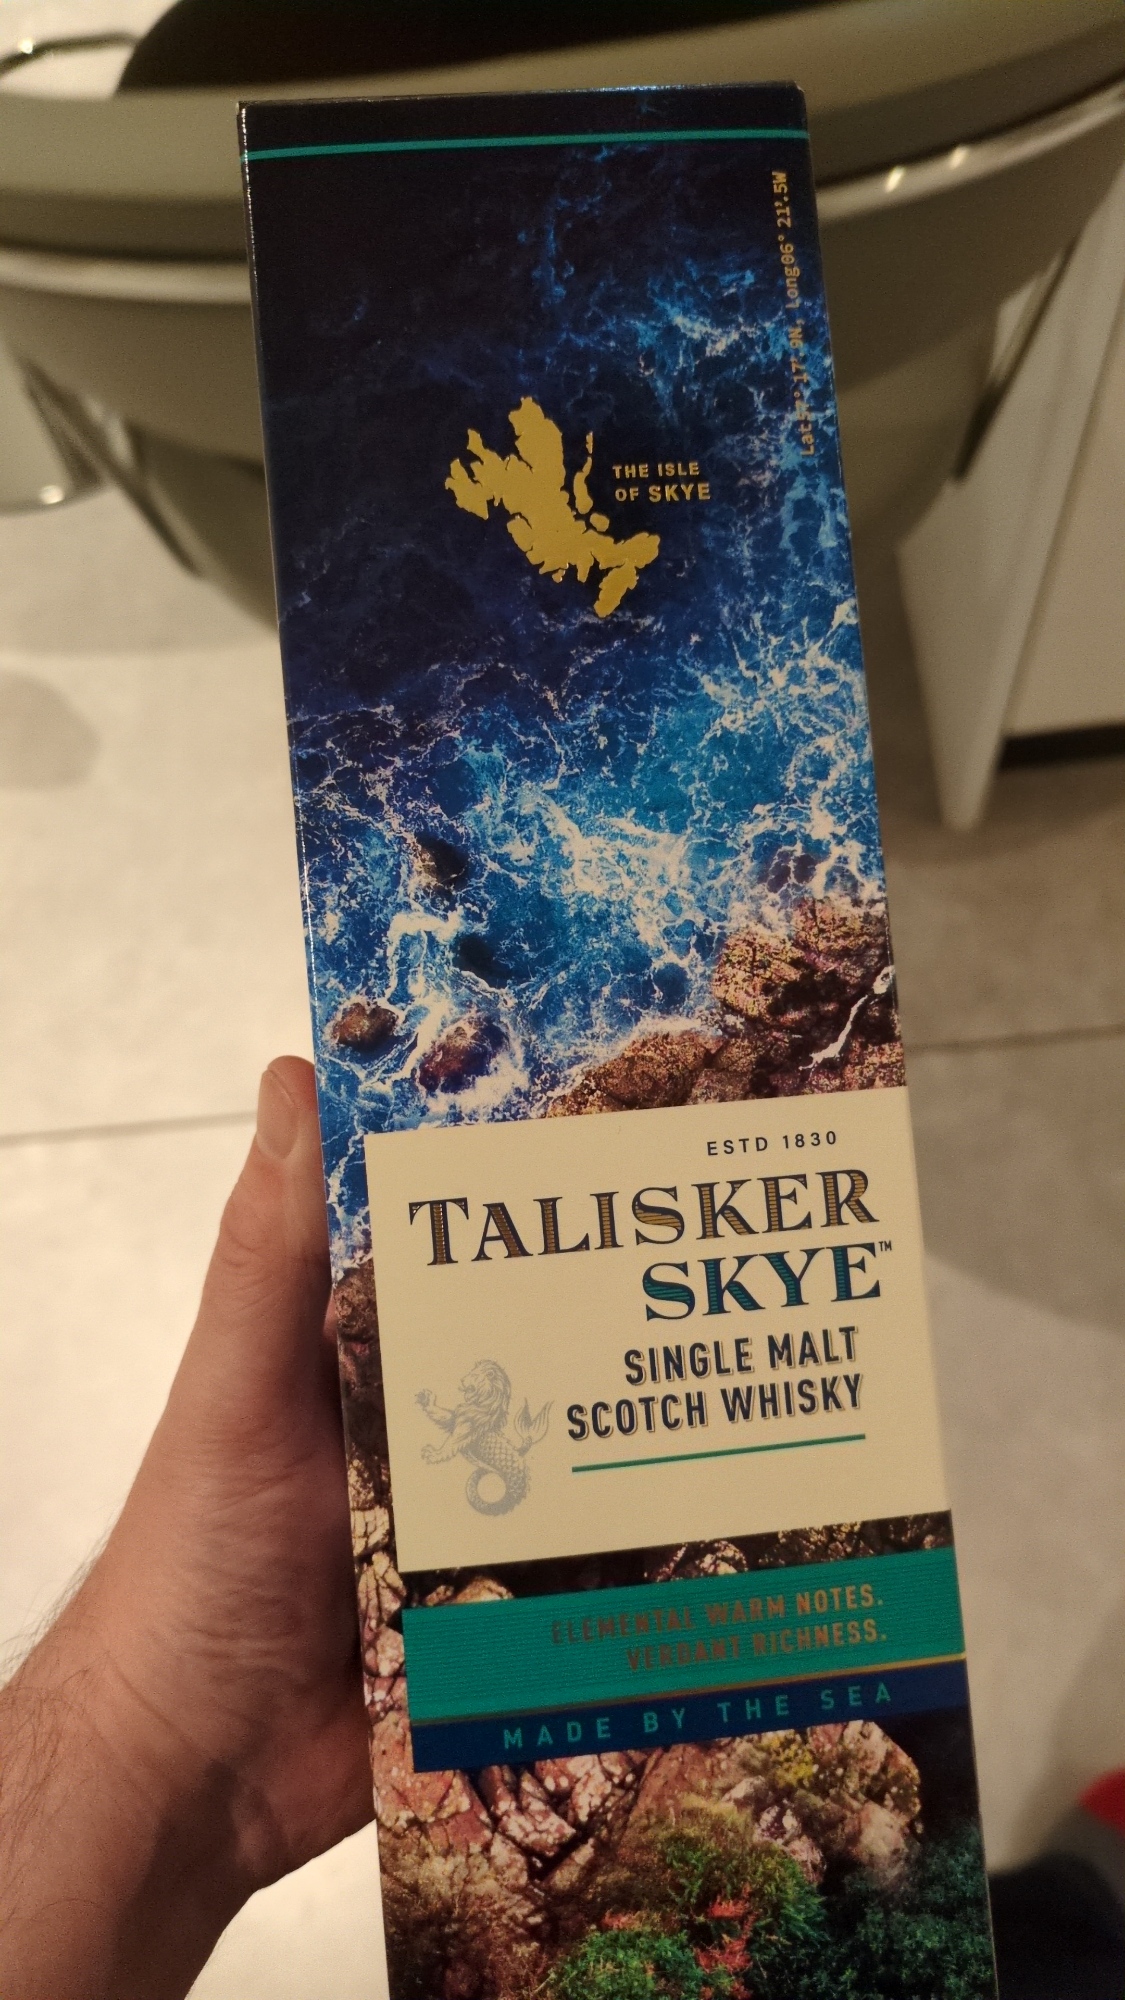 Lat57° 17'.9N, Long06° 21'.5W
THE ISLE
OF SKYE
ESTD 1830
TALISKER
SKYE™
SINGLE MALT
SCOTCH WHISKY
ELEMENTAL WARM NOTES.
VERDANT RICHNESS.
MADE BY THE SEA